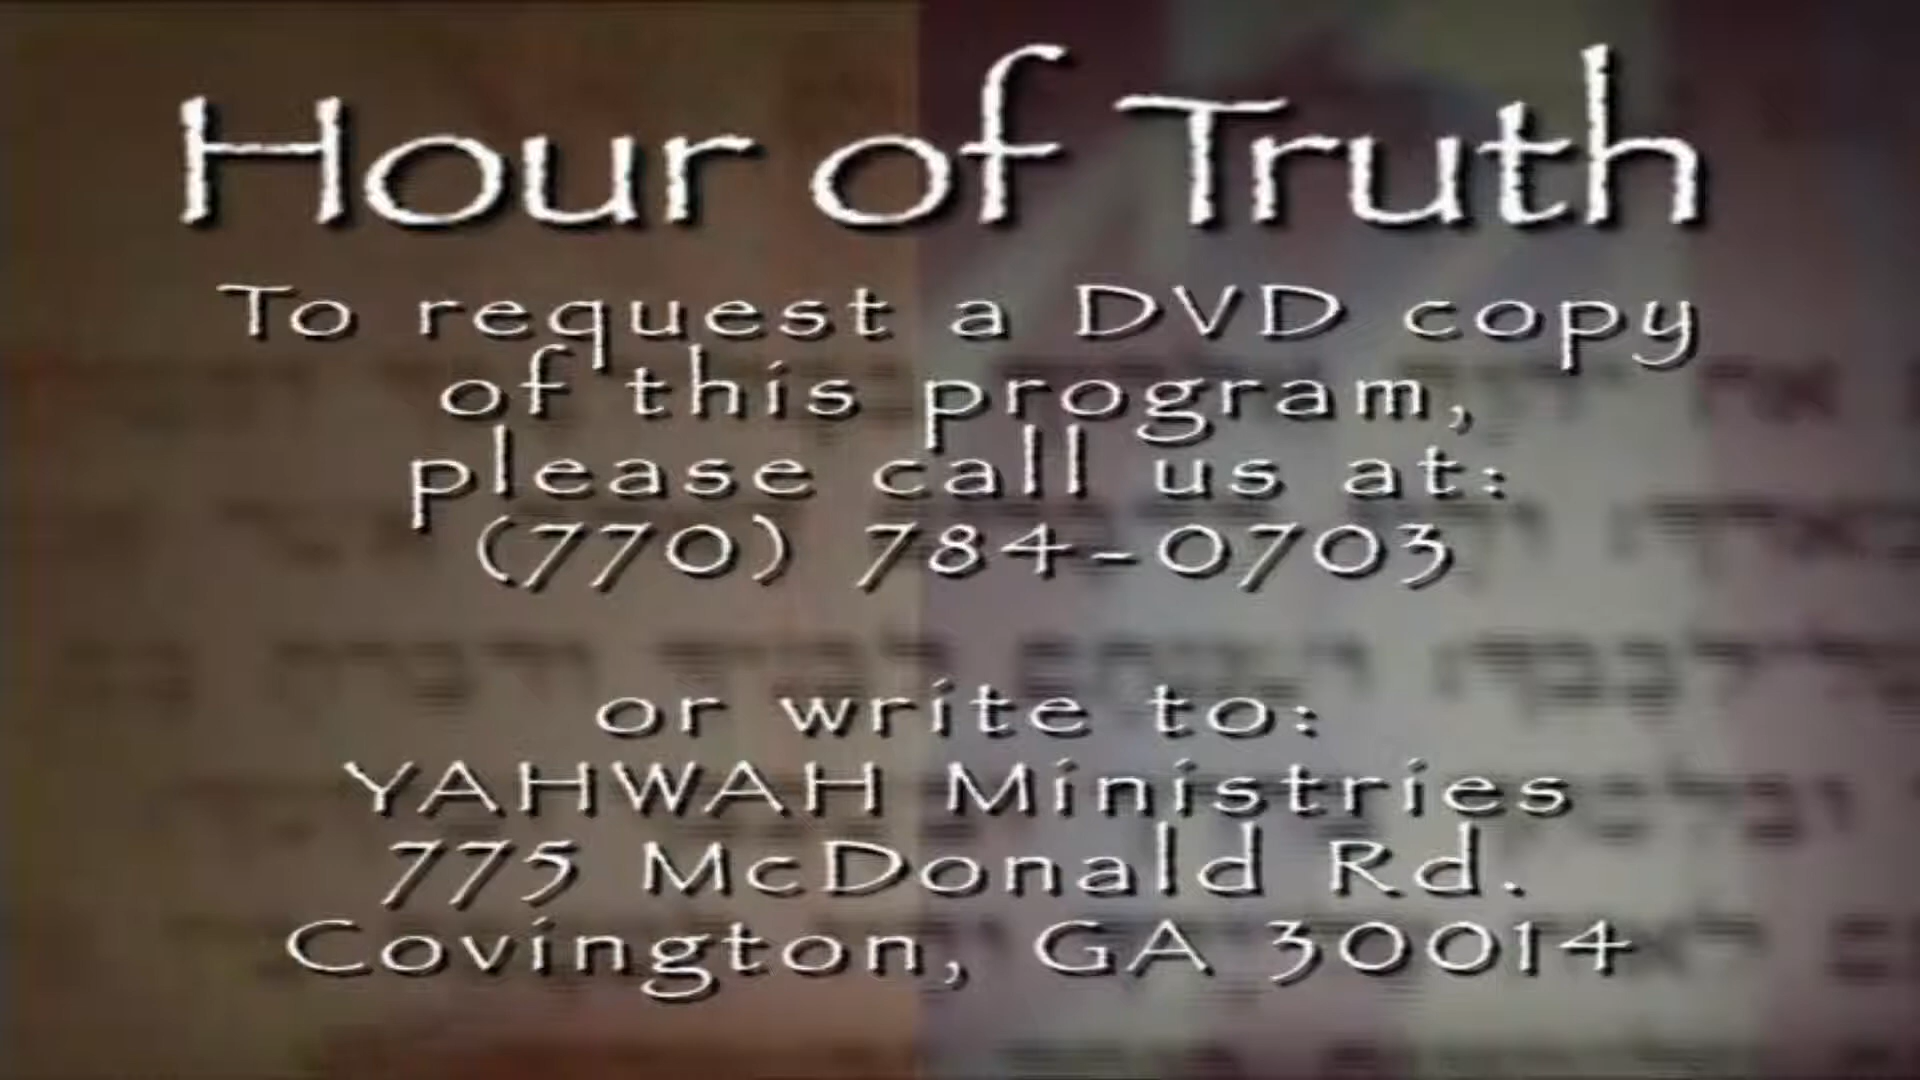 Hour of Truth
To request a DVD copy
of this program,
please call us at:
(770) 784-0703
or write to:
YAHWAH Ministries
775 McDonald Rd.
Covington, GA 30014